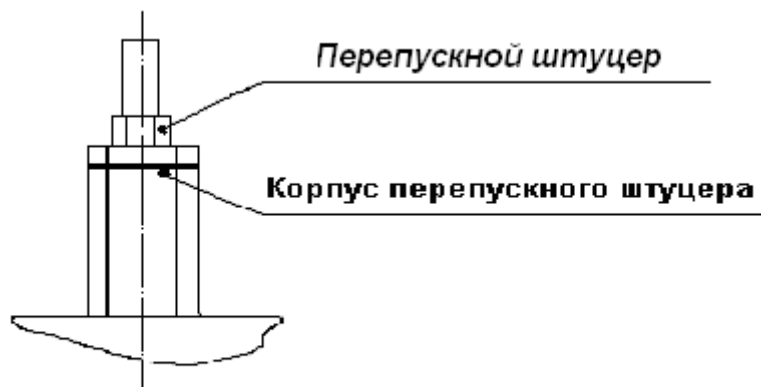 Перепускной штуцер
Корпус перепускного штуцера